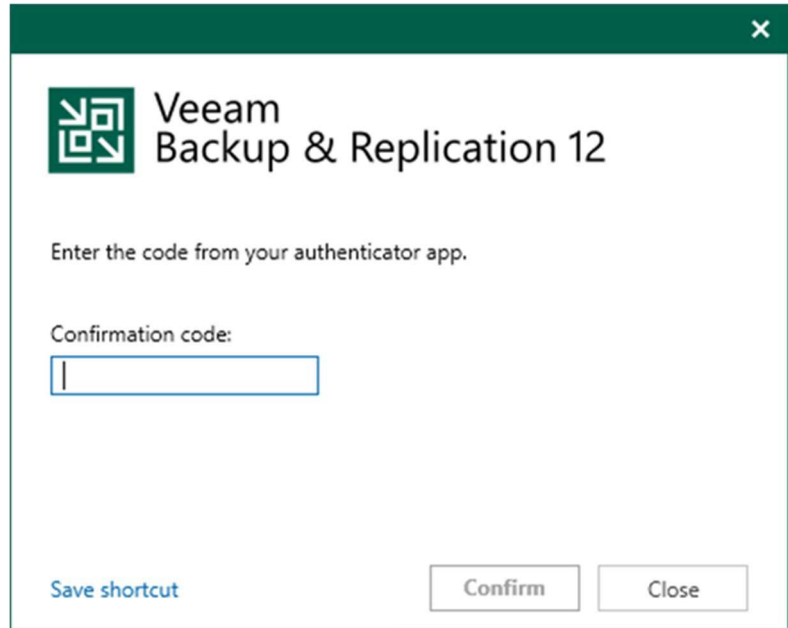 Veeam
Backup & Replication 12
Enter the code from your authenticator app.
Confirmation code:
Save shortcut
Confirm
Close